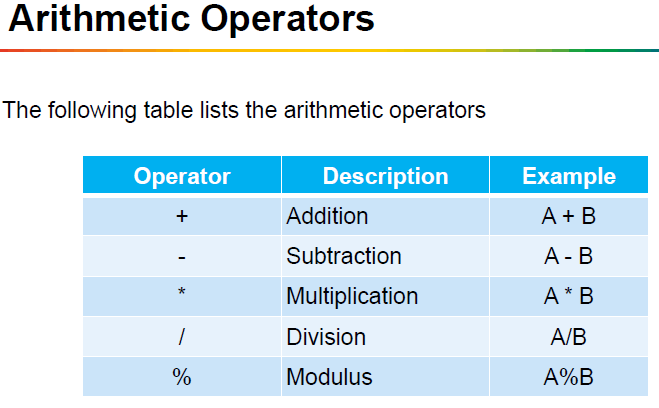 Arithmetic Operators
The following table lists the arithmetic operators
Operator Description Example
+ Addition A + B
- Subtraction A - B
* Multiplication A * B
/ Division A/B
% Modulus A%B